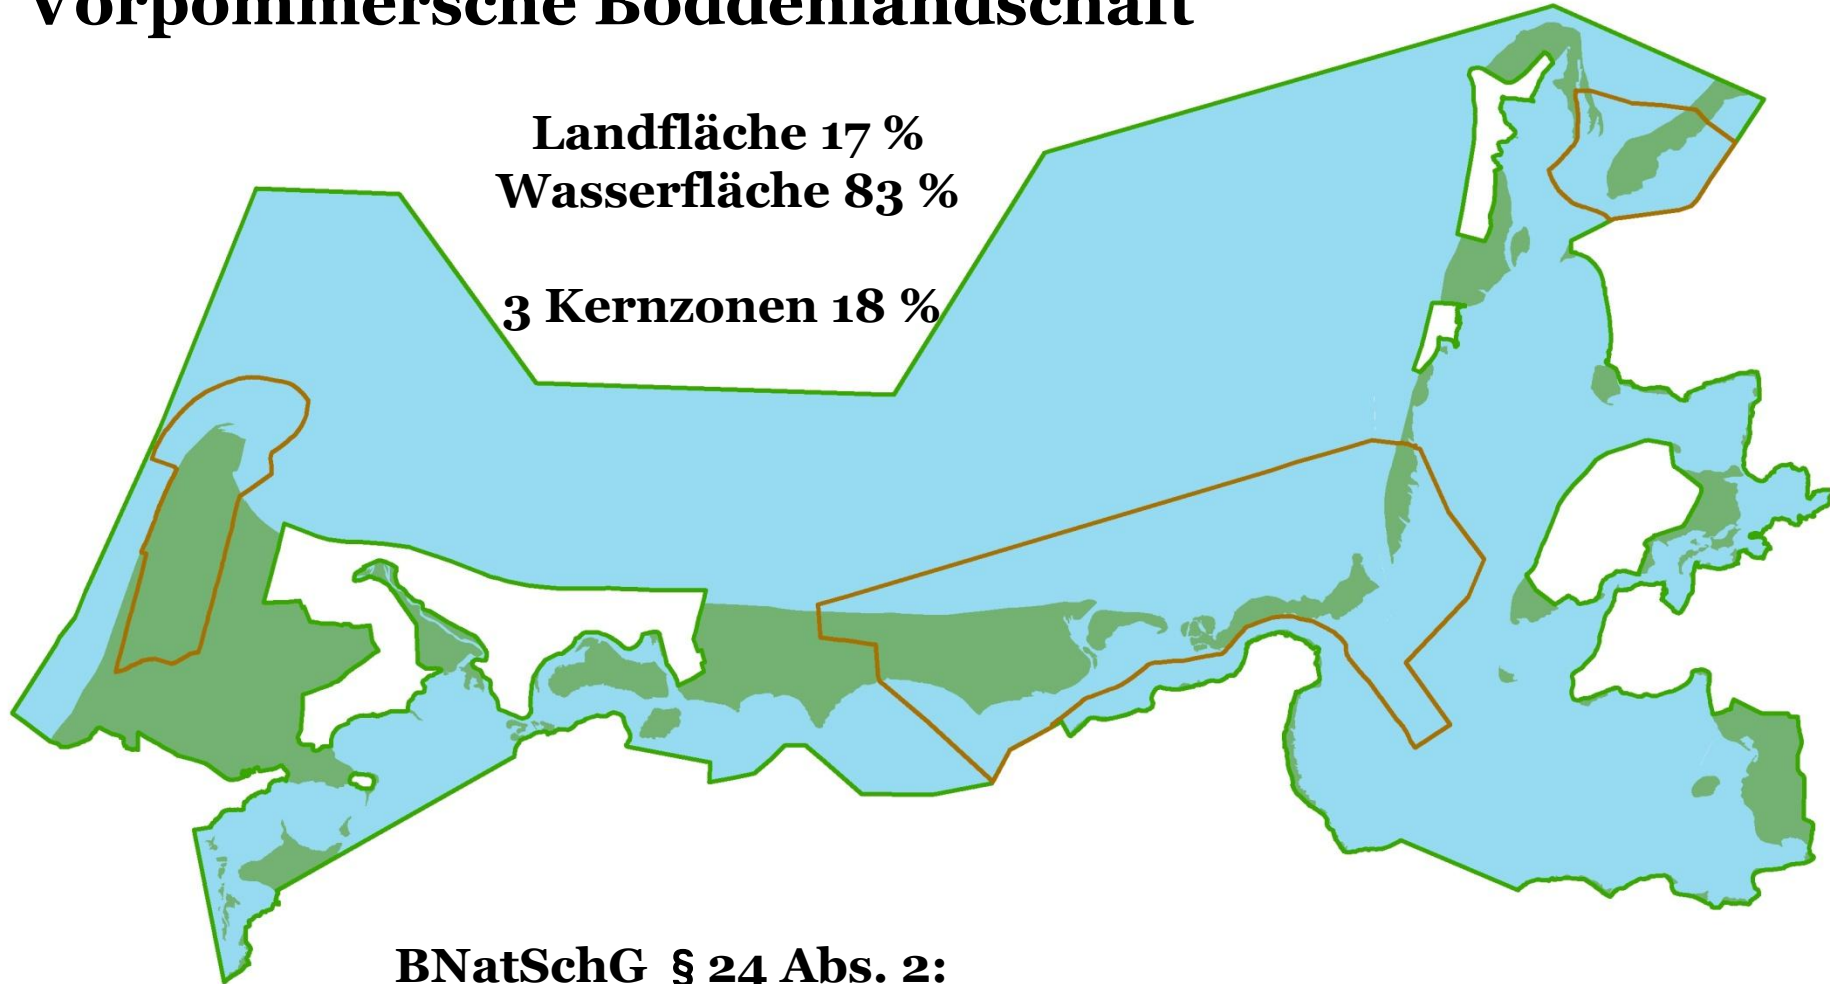 Vorpommersche Boddenlandschaft
Landfläche 17 %
Wasserfläche 83 %
3 Kernzonen 18 %
BNatSchG § 24 Abs. 2: